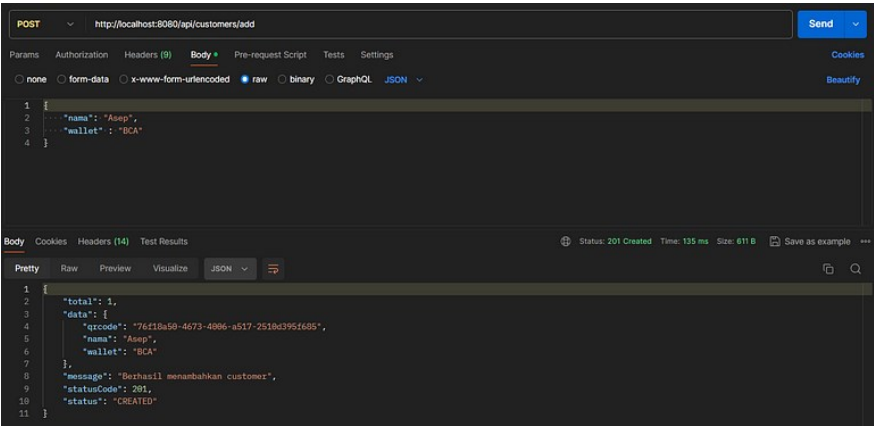 POST http://localhost:8080/api/customers/add Send
Params Authorization Headers (9) Body Pre-request Script Tests Settings Cookies
none form-data x-www-form-urlencoded raw binary GraphQL JSON Beautify
1 {
2 "nama": "Asep",
3 "wallet" : "BCA"
4 }
Body Cookies Headers (14) Test Results Status: 201 Created Time: 135 ms Size: 611 B Save as example
Pretty Raw Preview Visualize JSON
1 {
2 "total": 1,
3 "data": {
4 "qrcode": "76f18a50-4673-4006-a517-2510d395f685",
5 "nama": "Asep",
6 "wallet": "BCA"
7 },
8 "message": "Berhasil menambahkan customer",
9 "statusCode": 201,
10 "status": "CREATED"
11 }